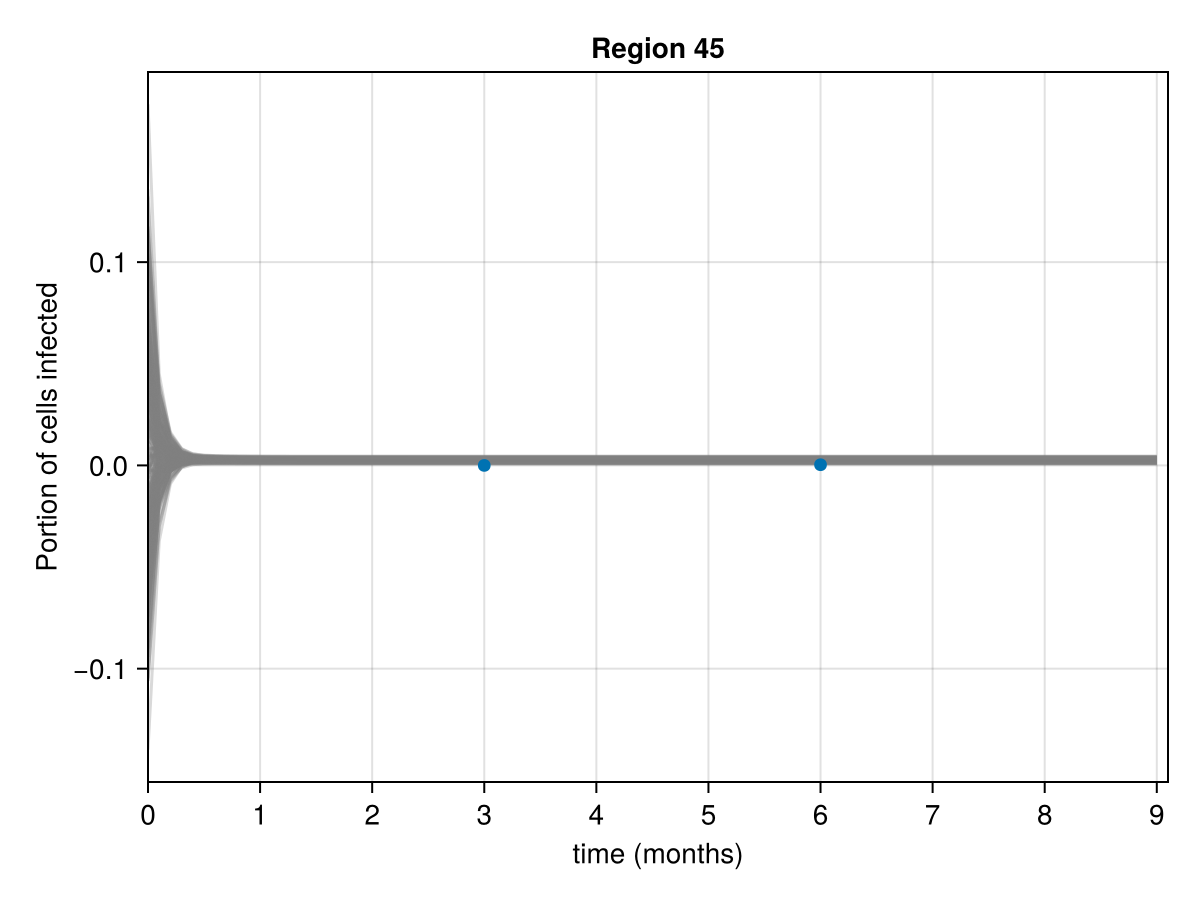 Region 45
Portion of cells infected
0.1
0.0
−0.1
0 1 2 3 4 5 6 7 8 9
time (months)